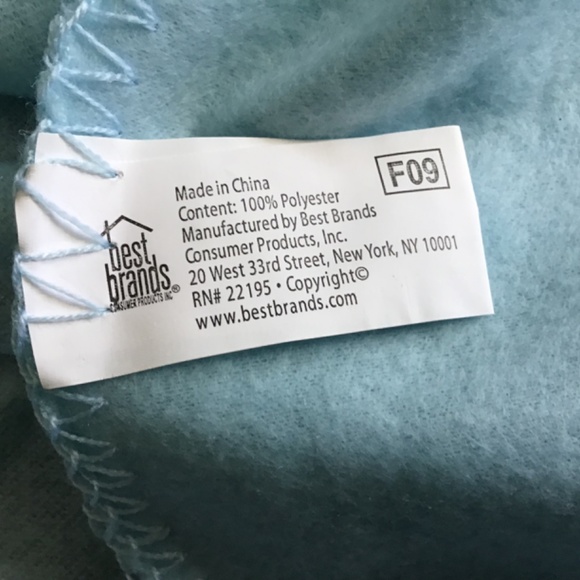 F09
Made in China
Content: 100% Polyester
Manufactured by Best Brands
Consumer Products, Inc.
20 West 33rd Street, New York, NY 10001
RN# 22195 • Copyright©
www.bestbrands.com
best
brands®
CONSUMER PRODUCTS INC